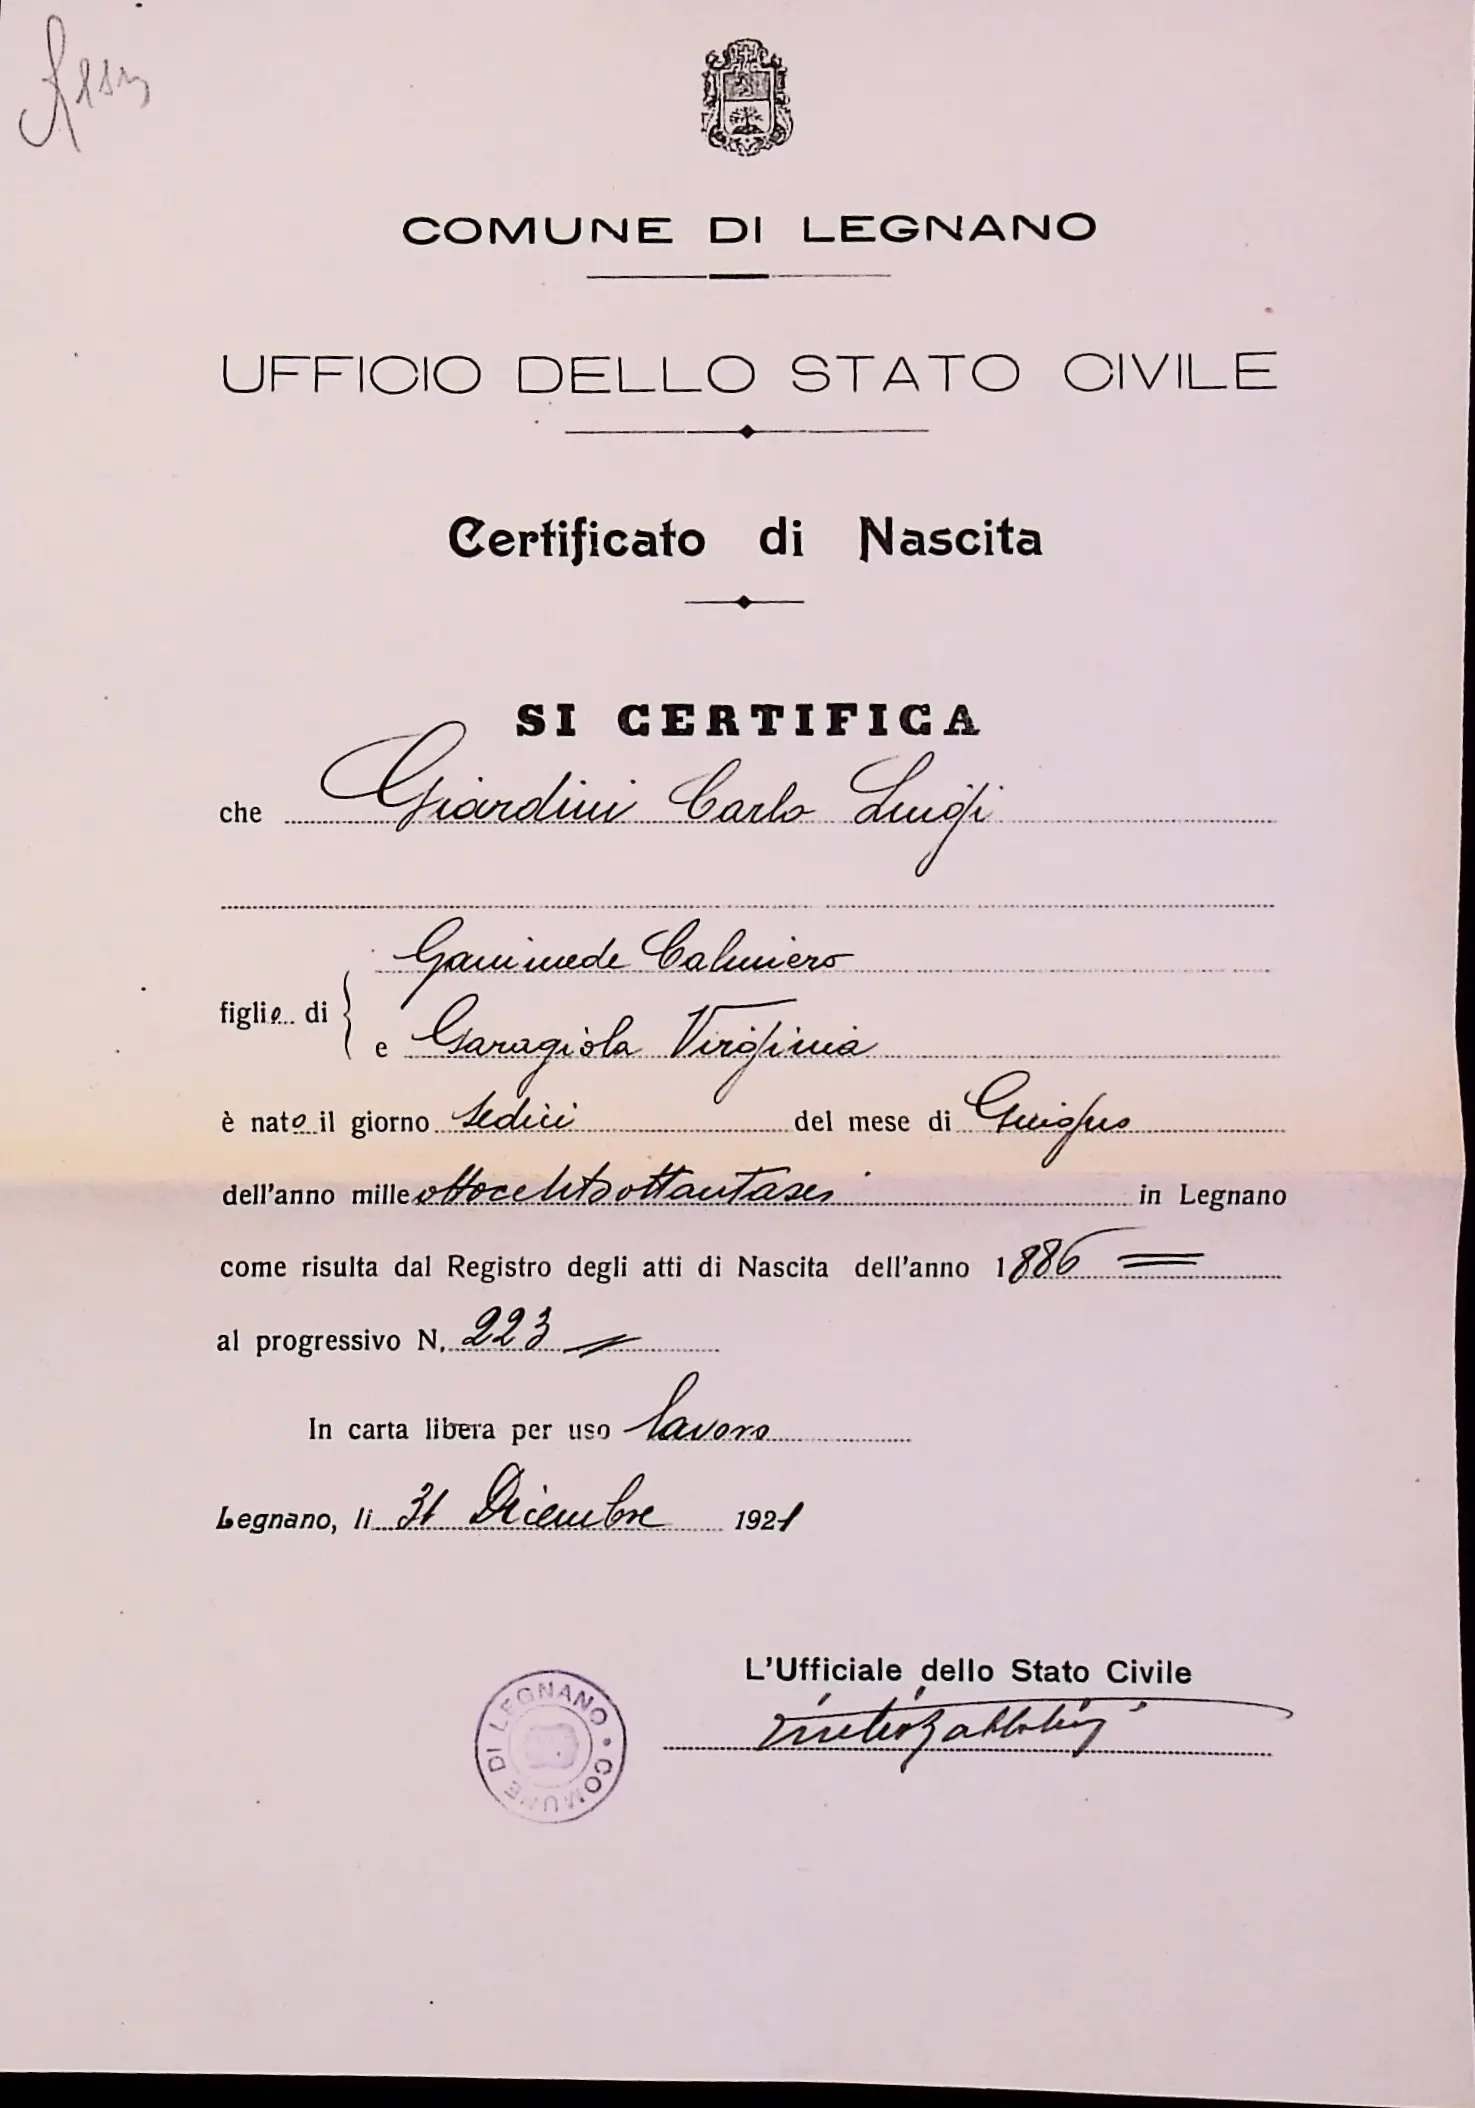 COMUNE DI LEGNANO
UFFICIO DELLO STATO CIVILE
Certificato di Nascita
SI CERTIFICA
che Giardini Carlo Luigi
Ganimede Calimero
figlio di
e Garagiola Virginia
è nato il giorno sedici del mese di Giugno
dell'anno mille ottocentottantasei in Legnano
come risulta dal Registro degli atti di Nascita dell'anno 1886
al progressivo N. 223
In carta libera per uso lavoro
Legnano, li 31 Dicembre 1921
L'Ufficiale dello Stato Civile
COMUNE DI LEGNANO